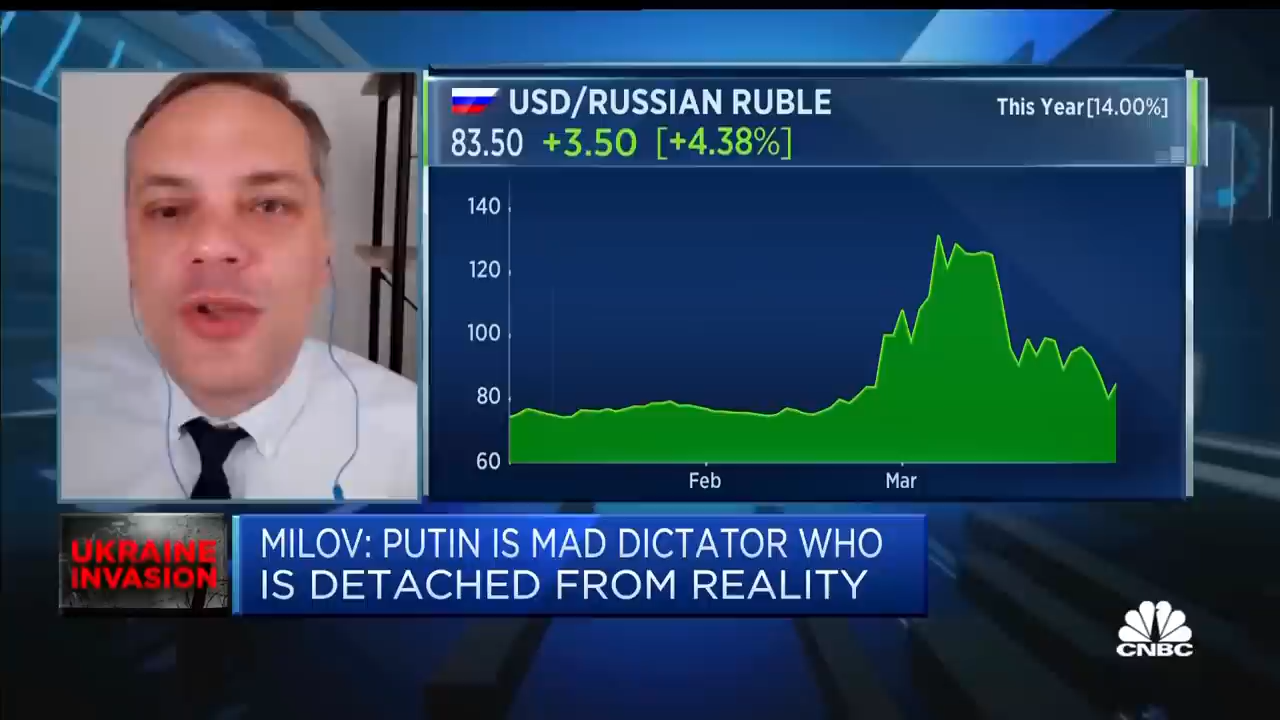 USD/RUSSIAN RUBLE
This Year[14.00%]
83.50 +3.50 [+4.38%]
140
120
100
80
60
Feb
Mar
UKRAINE
INVASION
MILOV: PUTIN IS MAD DICTATOR WHO
IS DETACHED FROM REALITY
CNBC